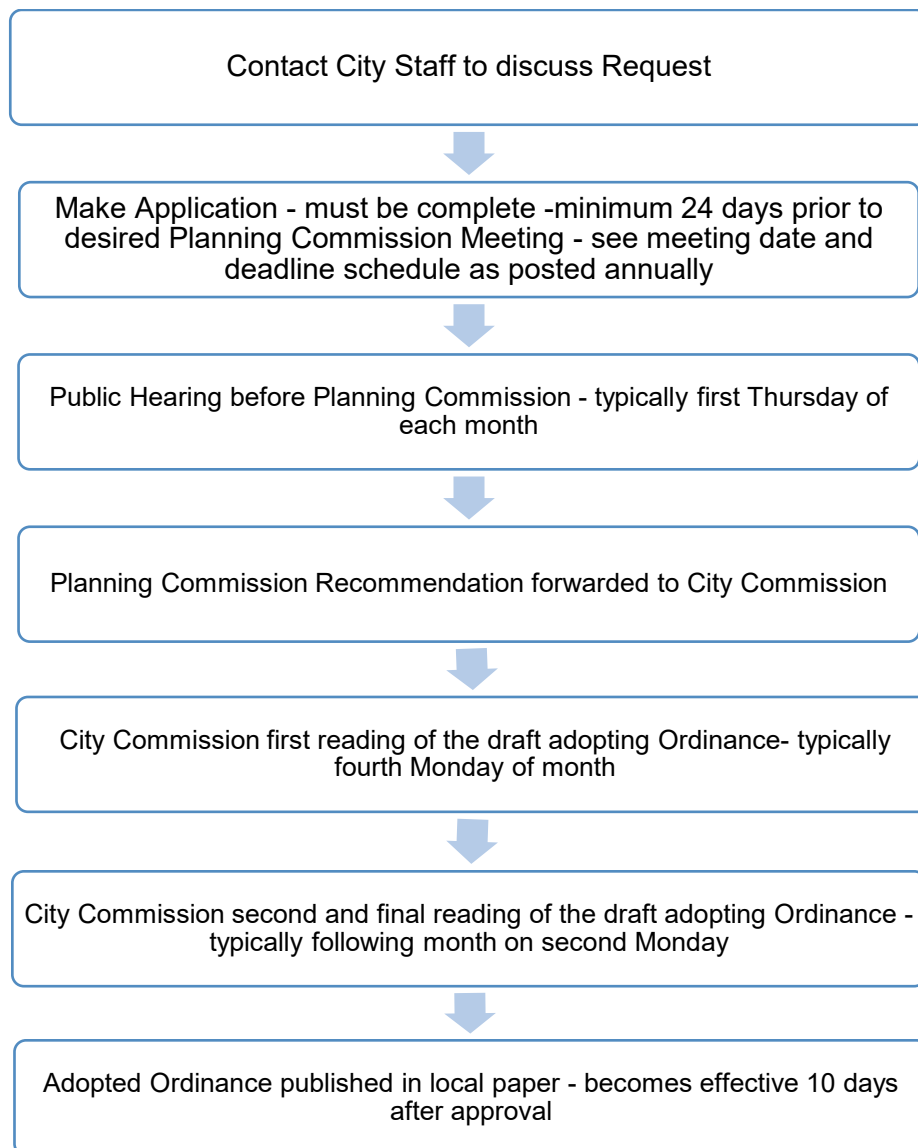 Contact City Staff to discuss Request
Make Application - must be complete -minimum 24 days prior to
desired Planning Commission Meeting - see meeting date and
deadline schedule as posted annually
Public Hearing before Planning Commission - typically first Thursday of
each month
Planning Commission Recommendation forwarded to City Commission
City Commission first reading of the draft adopting Ordinance- typically
fourth Monday of month
City Commission second and final reading of the draft adopting Ordinance -
typically following month on second Monday
Adopted Ordinance published in local paper - becomes effective 10 days
after approval